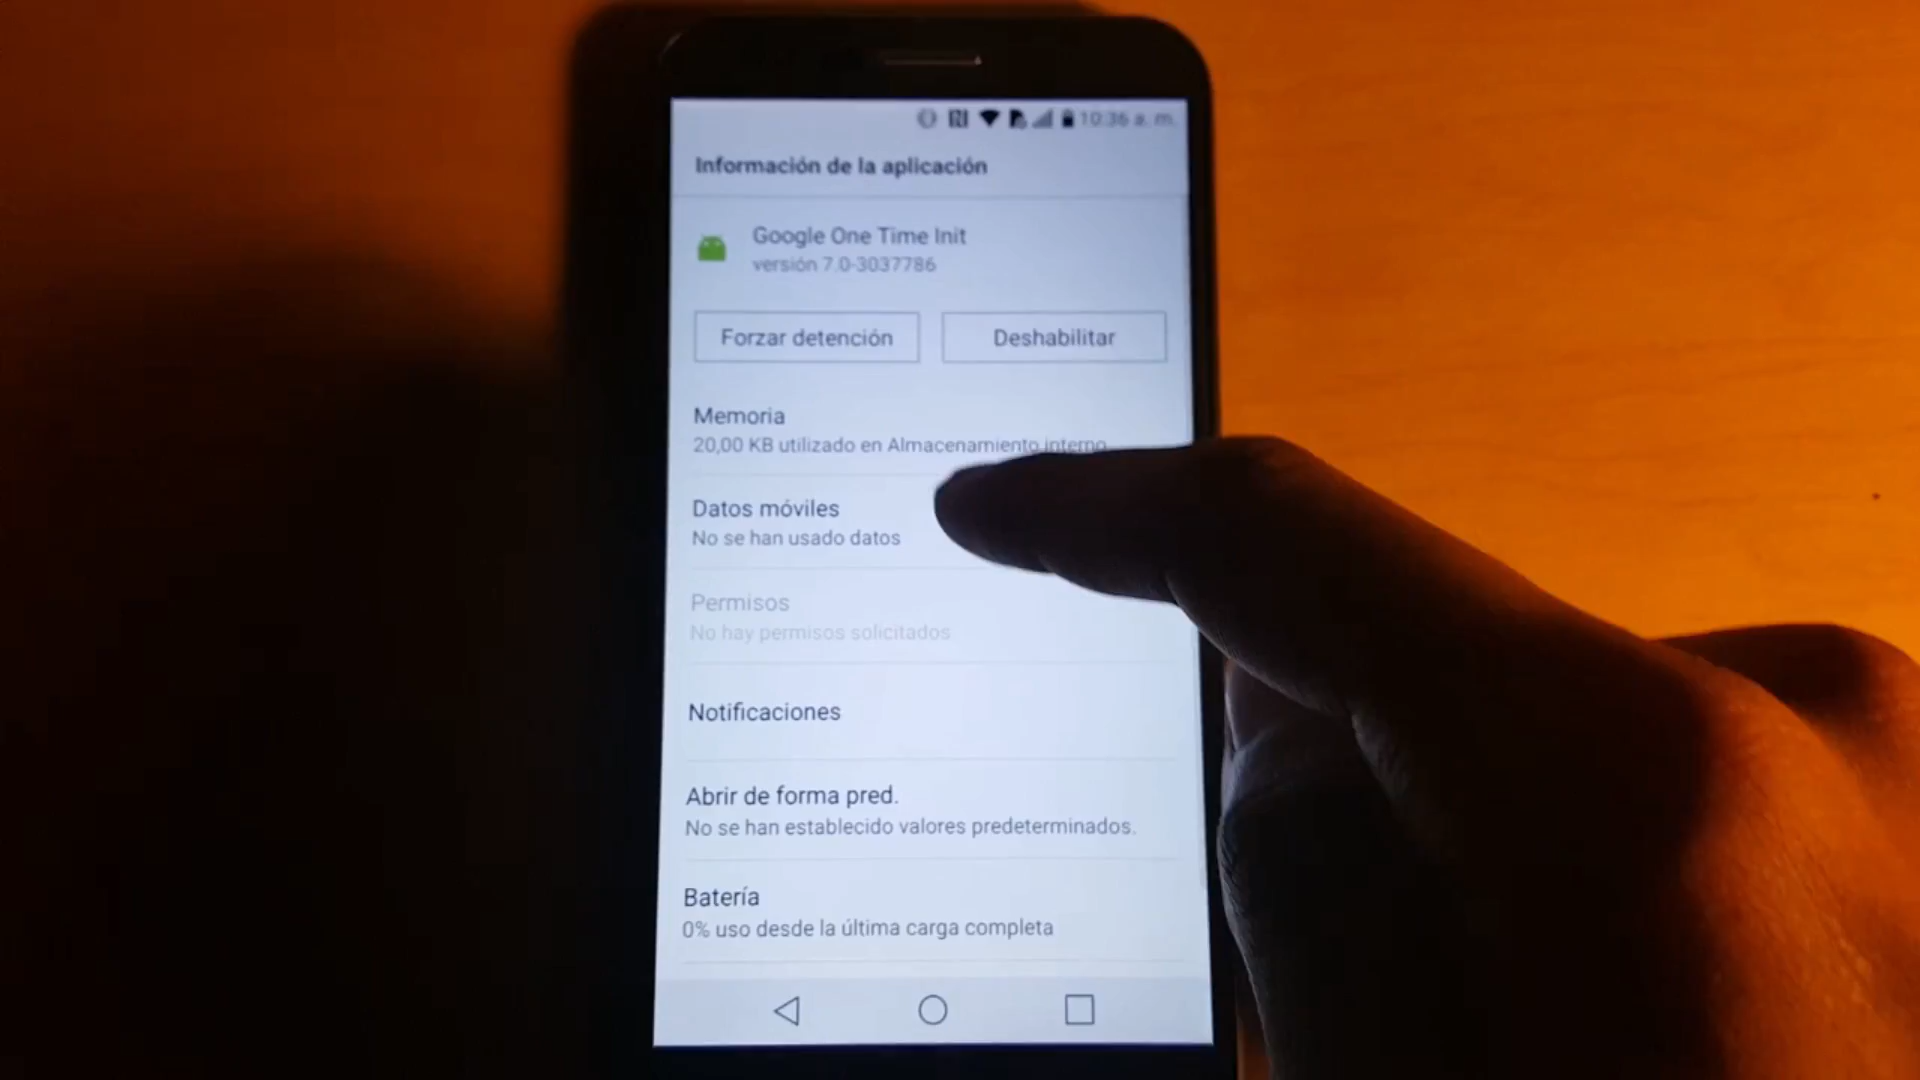 10:36 a. m.
Información de la aplicación
Google One Time Init
versión 7.0-3037786
Forzar detención
Deshabilitar
Memoria
20,00 KB utilizado en Almacenamiento interno
Datos móviles
No se han usado datos
Permisos
No hay permisos solicitados
Notificaciones
Abrir de forma pred.
No se han establecido valores predeterminados.
Batería
0% uso desde la última carga completa